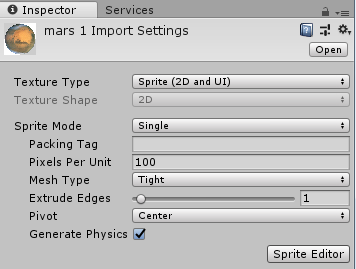 Inspector Services
mars 1 Import Settings
Open
Texture Type Sprite (2D and UI)
Texture Shape 2D
Sprite Mode Single
Packing Tag
Pixels Per Unit 100
Mesh Type Tight
Extrude Edges 1
Pivot Center
Generate Physics
Sprite Editor